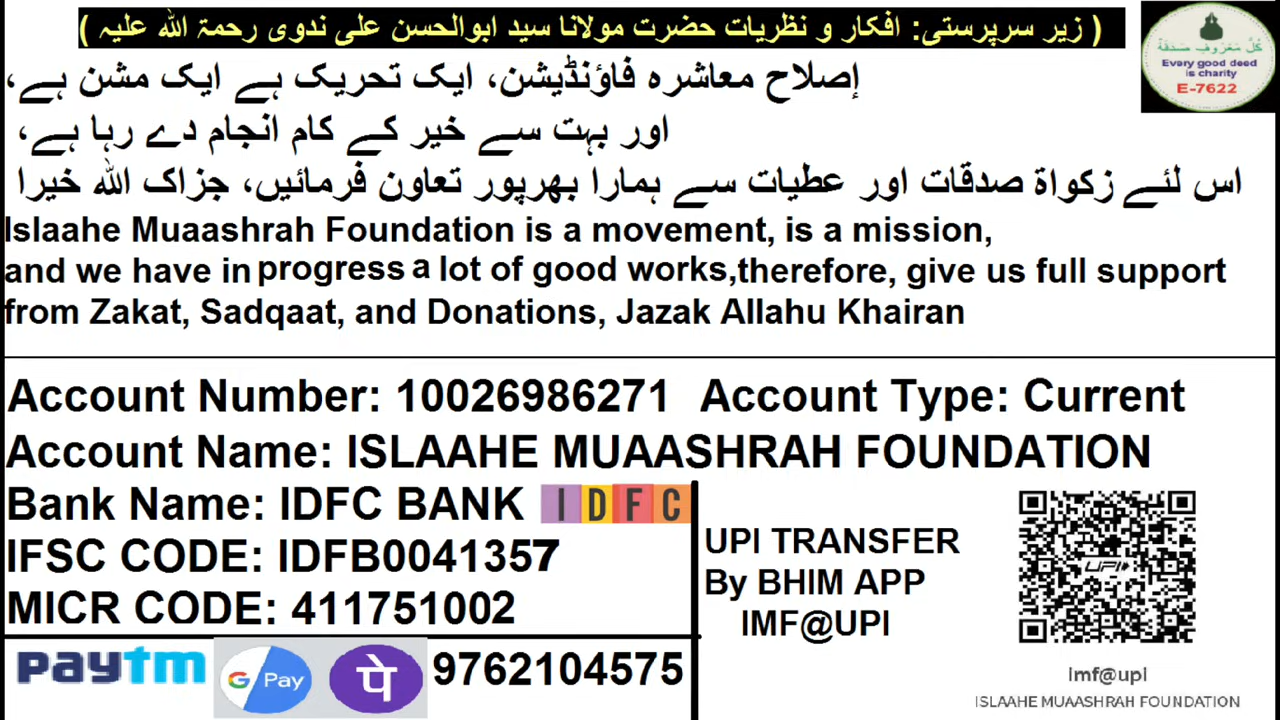 ( زیر سرپرستی: افکار و نظریات حضرت مولانا سید ابوالحسن علی ندوی رحمۃ اللہ علیہ )
كُلُّ مَعْرُوفٍ صَدَقَةٌ
Every good deed
is charity
E-7622
إصلاح معاشرہ فاؤنڈیشن، ایک تحریک ہے ایک مشن ہے،
اور بہت سے خیر کے کام انجام دے رہا ہے،
اس لئے زکواۃ صدقات اور عطیات سے ہمارا بھرپور تعاون فرمائیں، جزاک اللہ خیرا
Islaahe Muaashrah Foundation is a movement, is a mission,
and we have in progress a lot of good works,therefore, give us full support
from Zakat, Sadqaat, and Donations, Jazak Allahu Khairan
Account Number: 10026986271 Account Type: Current
Account Name: ISLAAHE MUAASHRAH FOUNDATION
Bank Name: IDFC BANK IDFC
IFSC CODE: IDFB0041357
MICR CODE: 411751002
paytm G Pay पे 9762104575
UPI TRANSFER
By BHIM APP
IMF@UPI
UPI
imf@upi
ISLAAHE MUAASHRAH FOUNDATION